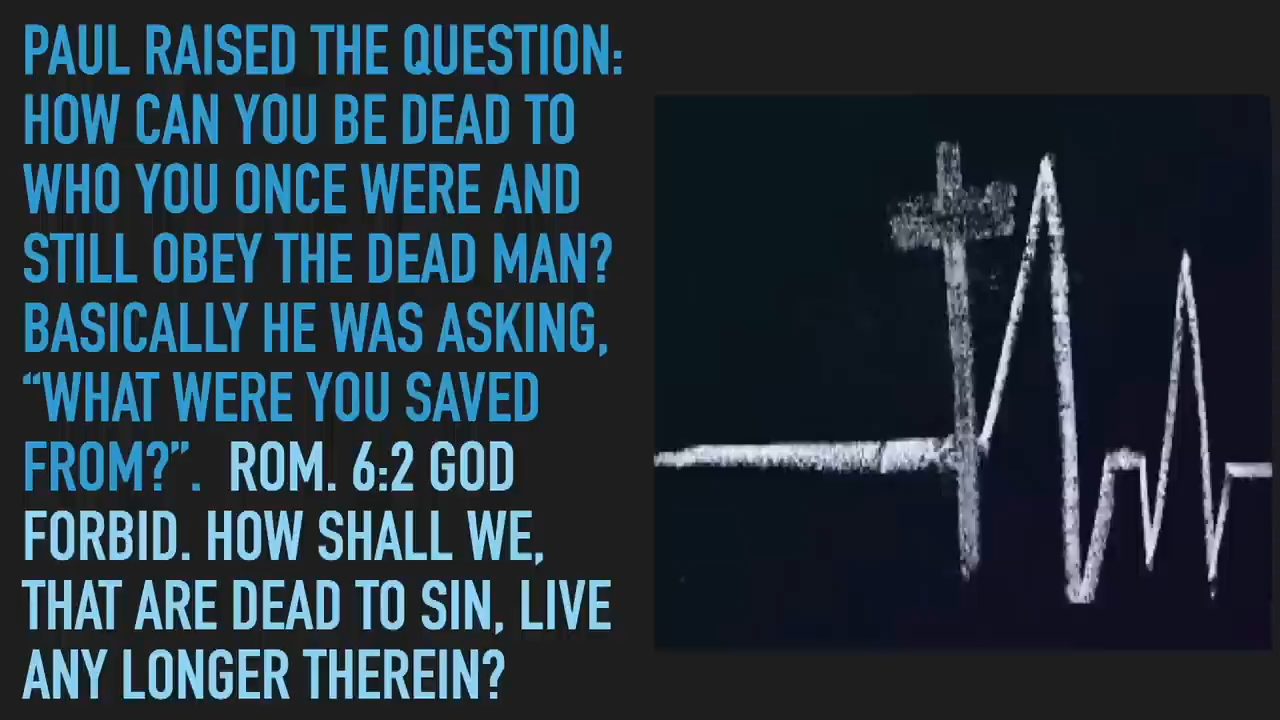 PAUL RAISED THE QUESTION:
HOW CAN YOU BE DEAD TO
WHO YOU ONCE WERE AND
STILL OBEY THE DEAD MAN?
BASICALLY HE WAS ASKING,
“WHAT WERE YOU SAVED
FROM?”. ROM. 6:2 GOD
FORBID. HOW SHALL WE,
THAT ARE DEAD TO SIN, LIVE
ANY LONGER THEREIN?